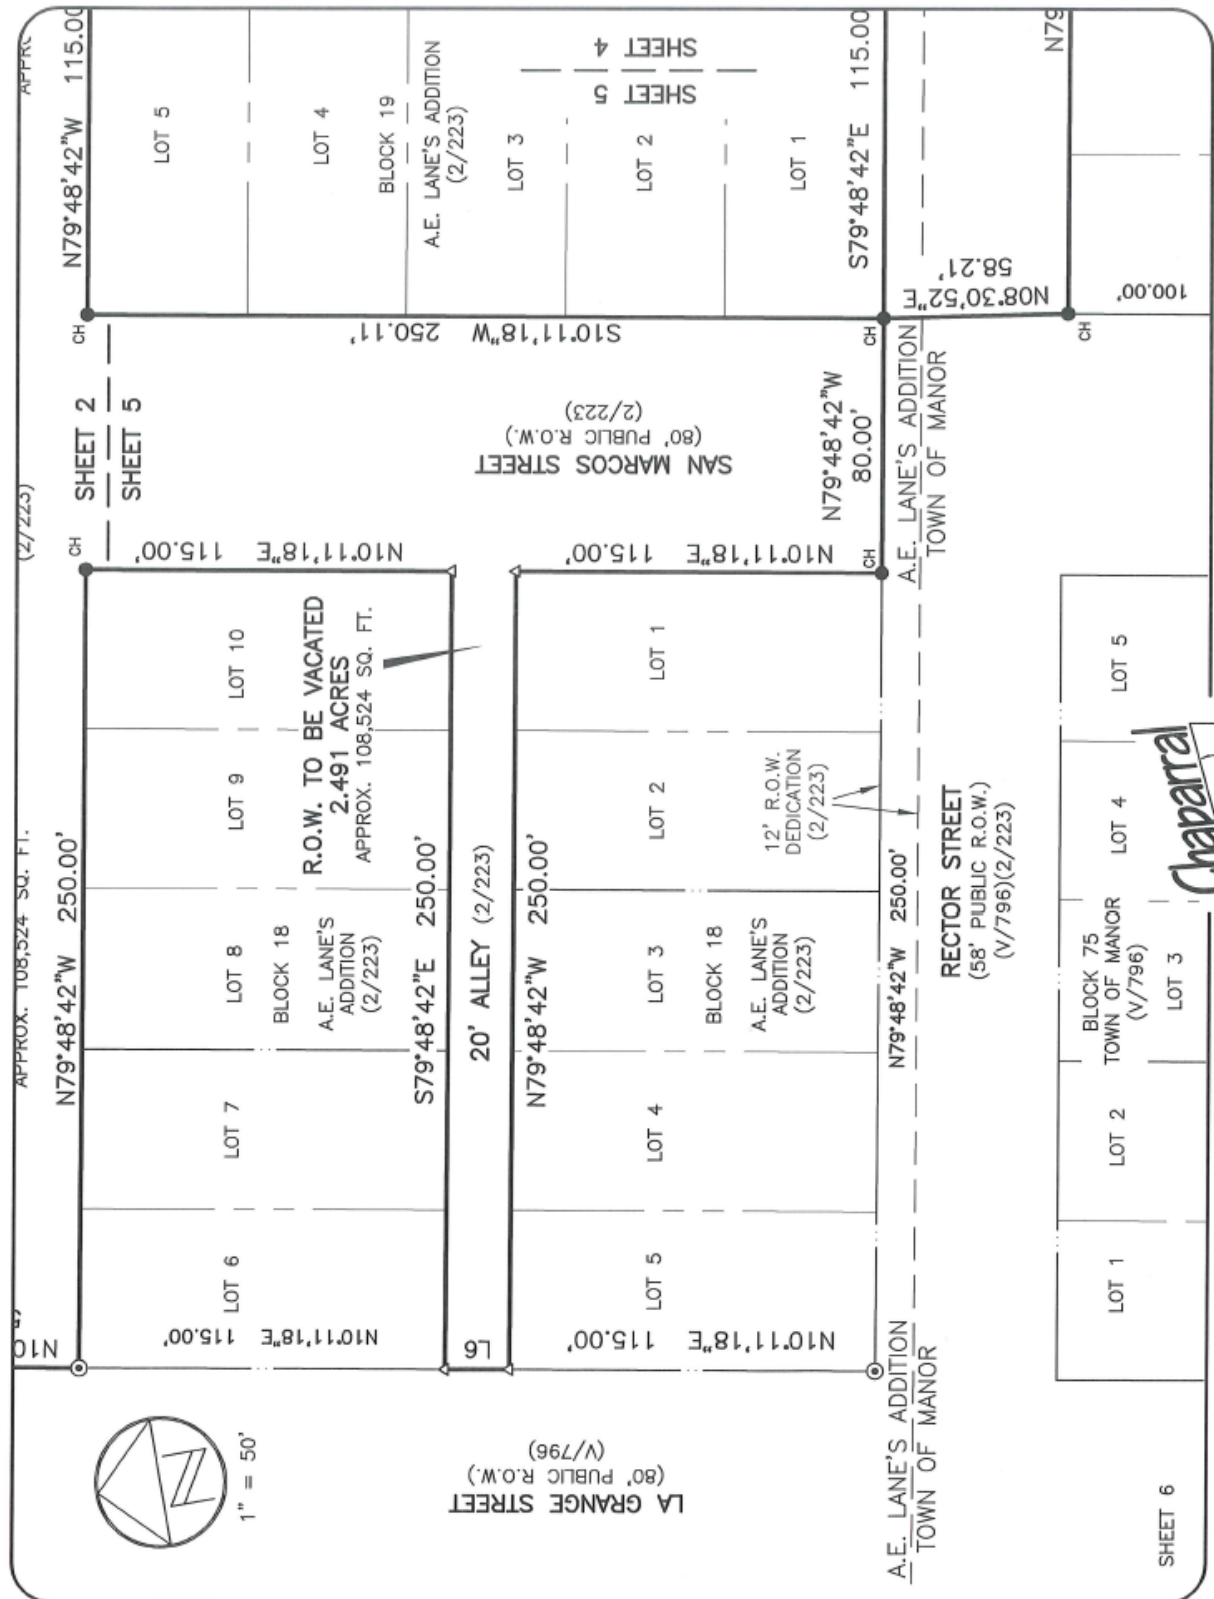 APPROX. 108,524 SQ. FT.
(2/223)
N10
N79°48'42"W 250.00'
CH
SHEET 2
SHEET 5
CH
N79°48'42"W 115.00
1" = 50'
N10°11'18"E 115.00'
LOT 6
LOT 7
LOT 8
LOT 9
LOT 10
BLOCK 18
A.E. LANE'S
ADDITION
(2/223)
R.O.W. TO BE VACATED
2.491 ACRES
APPROX. 108,524 SQ. FT.
N10°11'18"E 115.00'
S10°11'18"W 250.11'
LOT 5
LOT 4
BLOCK 19
A.E. LANE'S ADDITION
(2/223)
LOT 3
LOT 2
LOT 1
SHEET 5
SHEET 4
S79°48'42"E 250.00'
L6
20' ALLEY (2/223)
N79°48'42"W 250.00'
LA GRANGE STREET
(80' PUBLIC R.O.W.)
(V/796)
SAN MARCOS STREET
(80' PUBLIC R.O.W.)
(2/223)
N10°11'18"E 115.00'
LOT 5
LOT 4
LOT 3
LOT 2
LOT 1
BLOCK 18
A.E. LANE'S
ADDITION
(2/223)
12' R.O.W.
DEDICATION
(2/223)
N10°11'18"E 115.00'
N79°48'42"W
80.00'
CH
CH
S79°48'42"E 115.00
N79°48'42"W 250.00'
A.E. LANE'S ADDITION
TOWN OF MANOR
A.E. LANE'S ADDITION
TOWN OF MANOR
N08°30'52"E
58.21'
RECTOR STREET
(58' PUBLIC R.O.W.)
(V/796)(2/223)
CH
N79
100.00'
LOT 1
LOT 2
BLOCK 75
TOWN OF MANOR
(V/796)
LOT 3
LOT 4
LOT 5
SHEET 6
Chaparral